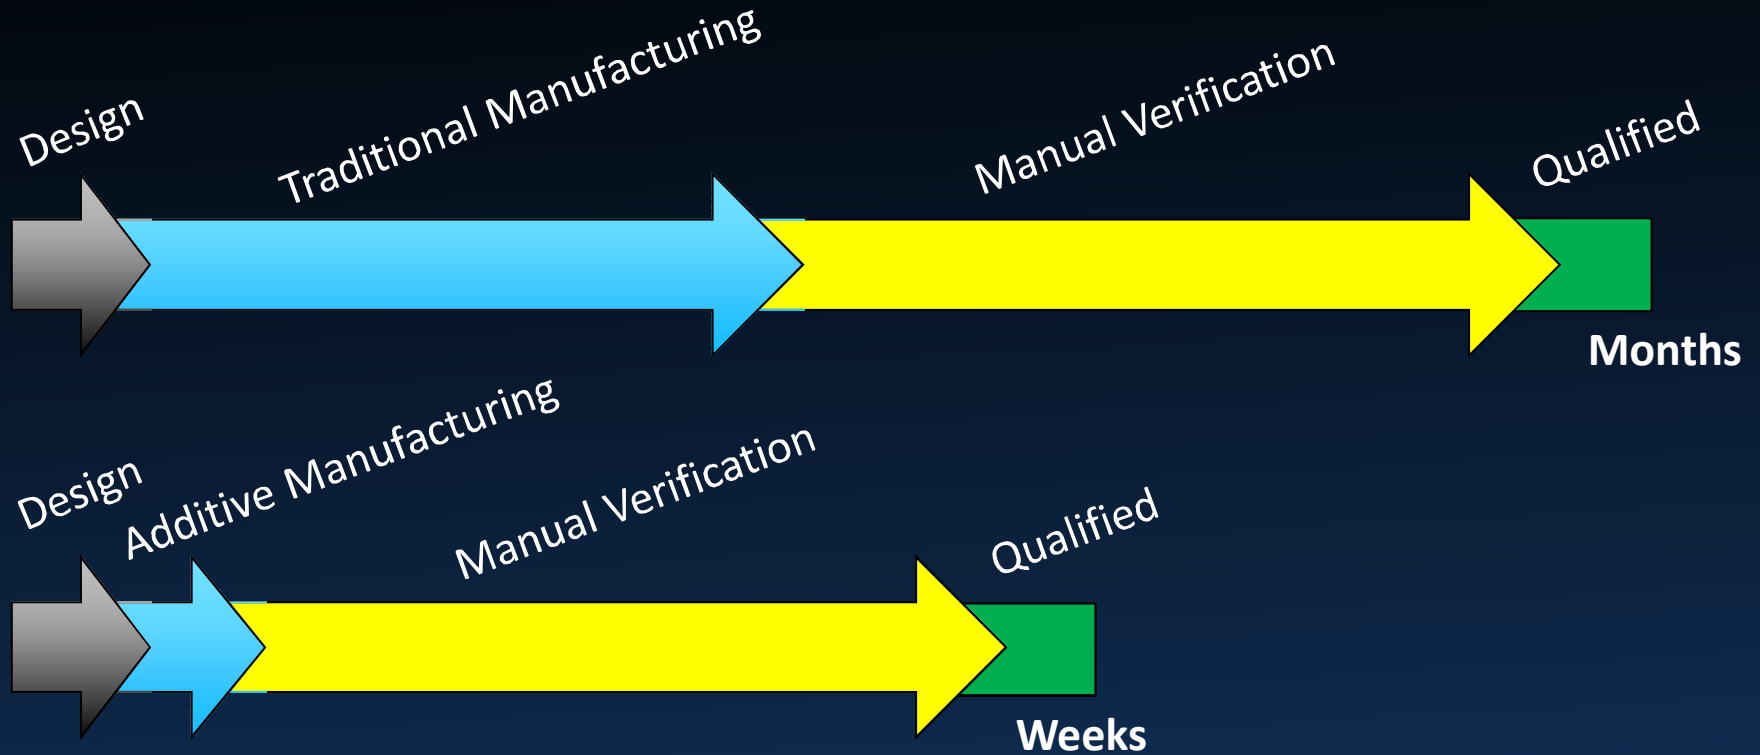 Design
Traditional Manufacturing
Manual Verification
Qualified
Months
Design
Additive Manufacturing
Manual Verification
Qualified
Weeks